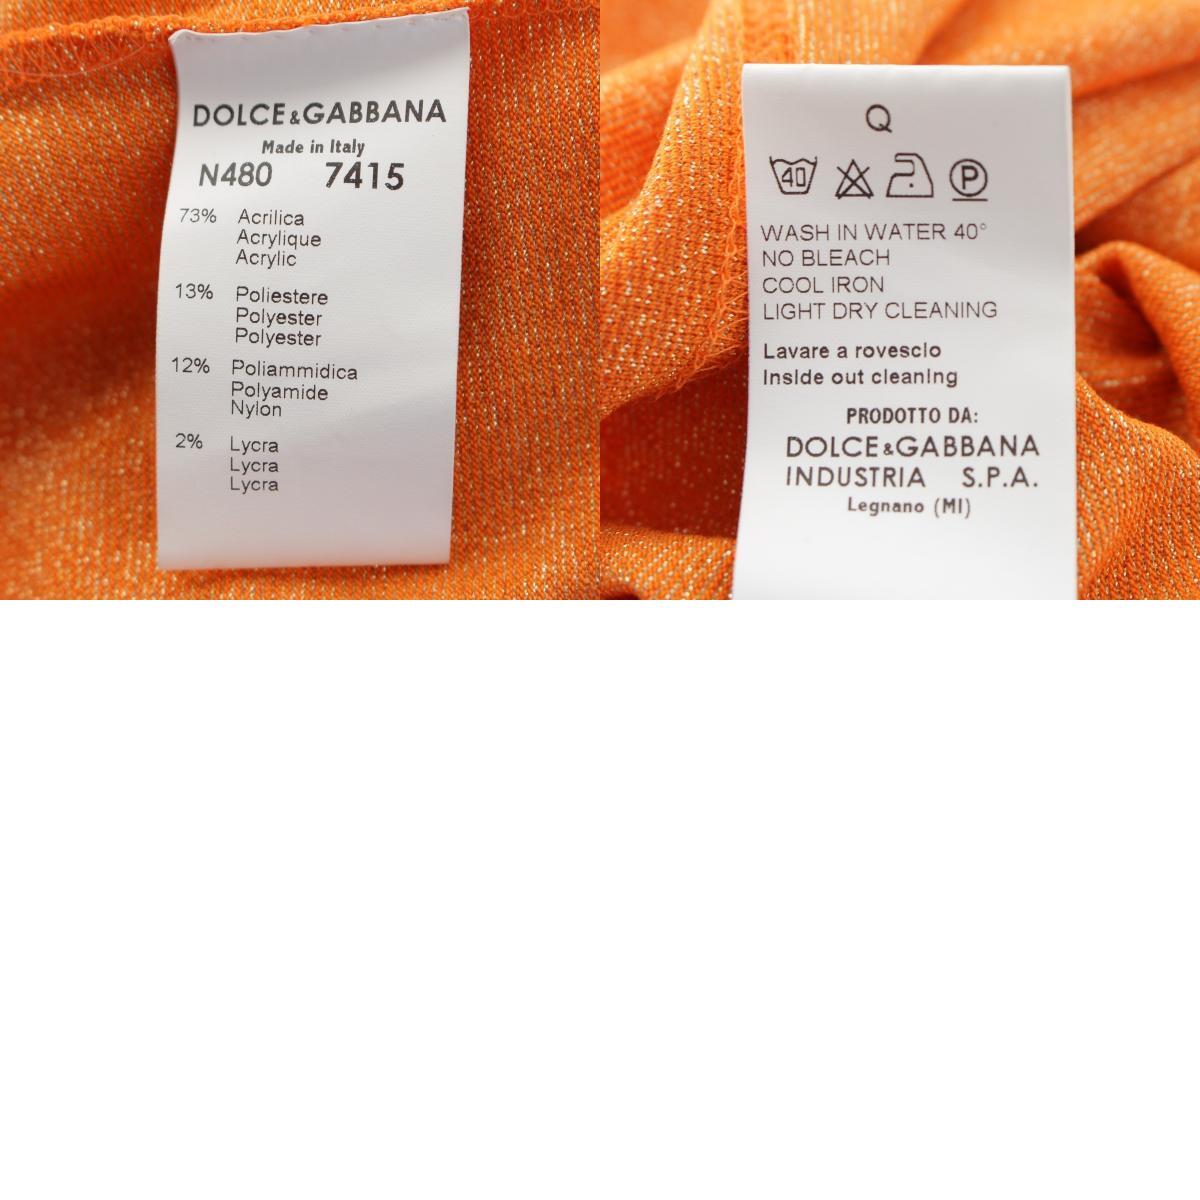 DOLCE&GABBANA
Made in Italy
N480 7415
73% Acrilica
Acrylique
Acrylic
13% Poliestere
Polyester
Polyester
12% Poliammidica
Polyamide
Nylon
2% Lycra
Lycra
Lycra
Q
40 P
WASH IN WATER 40°
NO BLEACH
COOL IRON
LIGHT DRY CLEANING
Lavare a rovescio
Inside out cleaning
PRODOTTO DA:
DOLCE&GABBANA
INDUSTRIA S.P.A.
Legnano (MI)